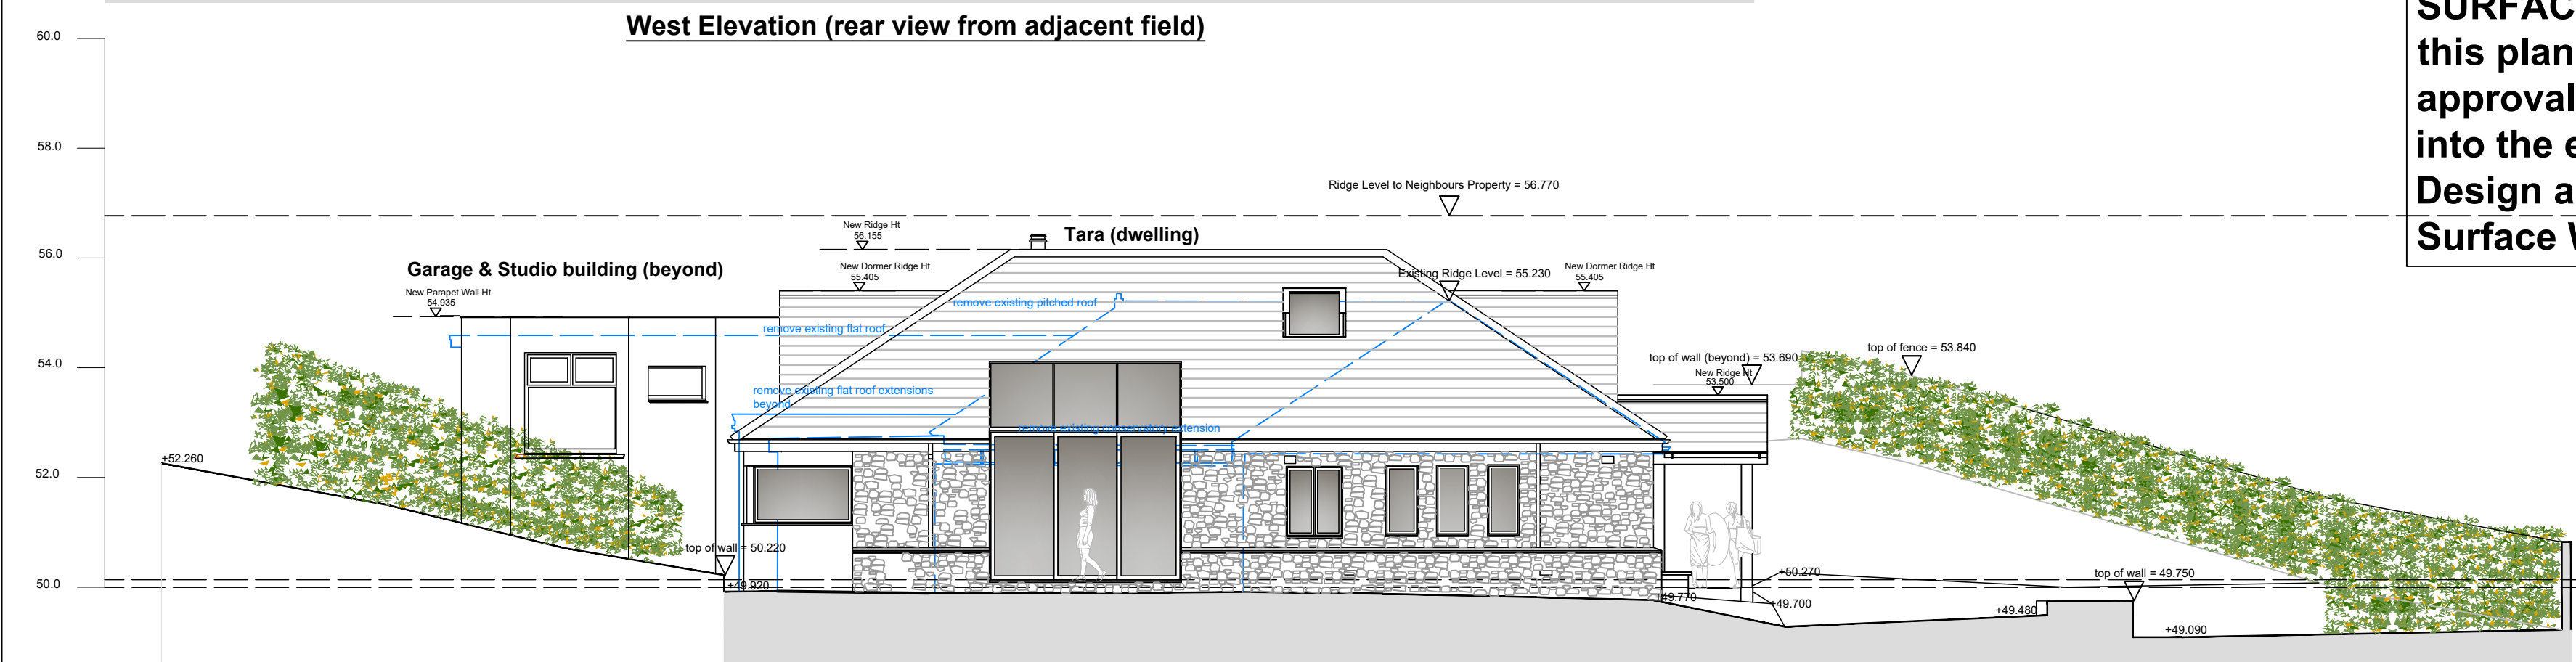 West Elevation (rear view from adjacent field)
60.0
58.0
56.0
54.0
52.0
50.0
Ridge Level to Neighbours Property = 56.770
New Ridge Ht
56.155
Tara (dwelling)
Garage & Studio building (beyond)
New Dormer Ridge Ht
55.405
Existing Ridge Level = 55.230
New Dormer Ridge Ht
55.405
New Parapet Wall Ht
54.935
remove existing pitched roof
remove existing flat roof
remove existing flat roof extensions
beyond
remove existing conservatory extension
top of wall (beyond) = 53.690
New Ridge Ht
53.500
top of fence = 53.840
+52.260
top of wall = 50.220
+49.920
+49.770
+50.270
+49.700
+49.480
top of wall = 49.750
+49.090
SURFAC
this plan
approval
into the e
Design a
Surface W